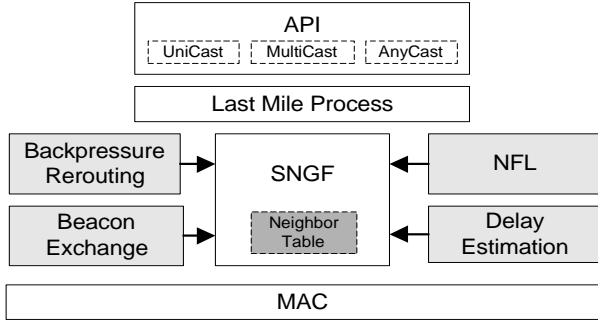 API
UniCast MultiCast AnyCast
Last Mile Process
Backpressure
Rerouting
SNGF
NFL
Beacon
Exchange
Neighbor
Table
Delay
Estimation
MAC